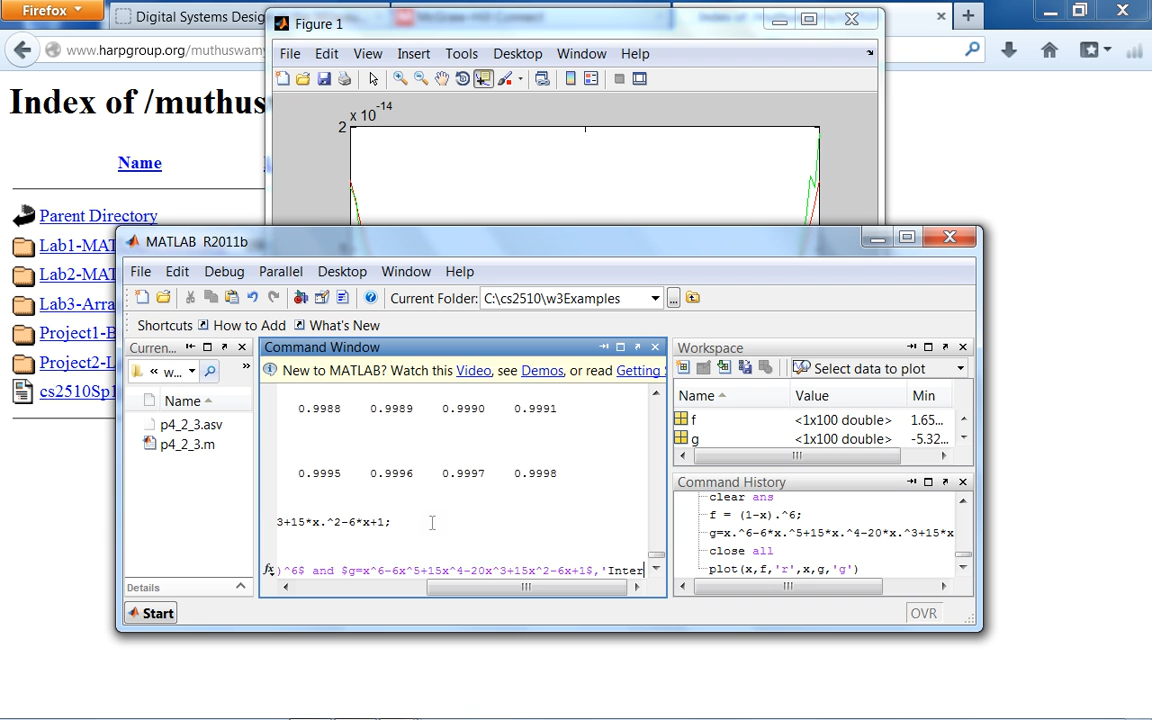 Firefox
Digital Systems Desig
McGraw-Hill Connect
www.harpgroup.org/muthuswamy
Index of /muthus
Name
Parent Directory
Lab1-MAT
Lab2-MAT
Lab3-Arra
Project1-B
Project2-L
cs2510Sp1
Figure 1
File Edit View Insert Tools Desktop Window Help
x 10^-14
2
MATLAB R2011b
File Edit Debug Parallel Desktop Window Help
Current Folder: C:\cs2510\w3Examples
Shortcuts How to Add What's New
Curren...
« w...
Name
p4_2_3.asv
p4_2_3.m
Details
Command Window
New to MATLAB? Watch this Video, see Demos, or read Getting S
0.9988 0.9989 0.9990 0.9991
0.9995 0.9996 0.9997 0.9998
3+15*x.^2-6*x+1;
fx )^6$ and $g=x^6-6x^5+15x^4-20x^3+15x^2-6x+1$,'Inter
Workspace
Select data to plot
Name Value Min
f <1x100 double> 1.65...
g <1x100 double> -5.32...
Command History
clear ans
f = (1-x).^6;
g=x.^6-6*x.^5+15*x.^4-20*x.^3+15*x
close all
plot(x,f,'r',x,g,'g')
Start
OVR